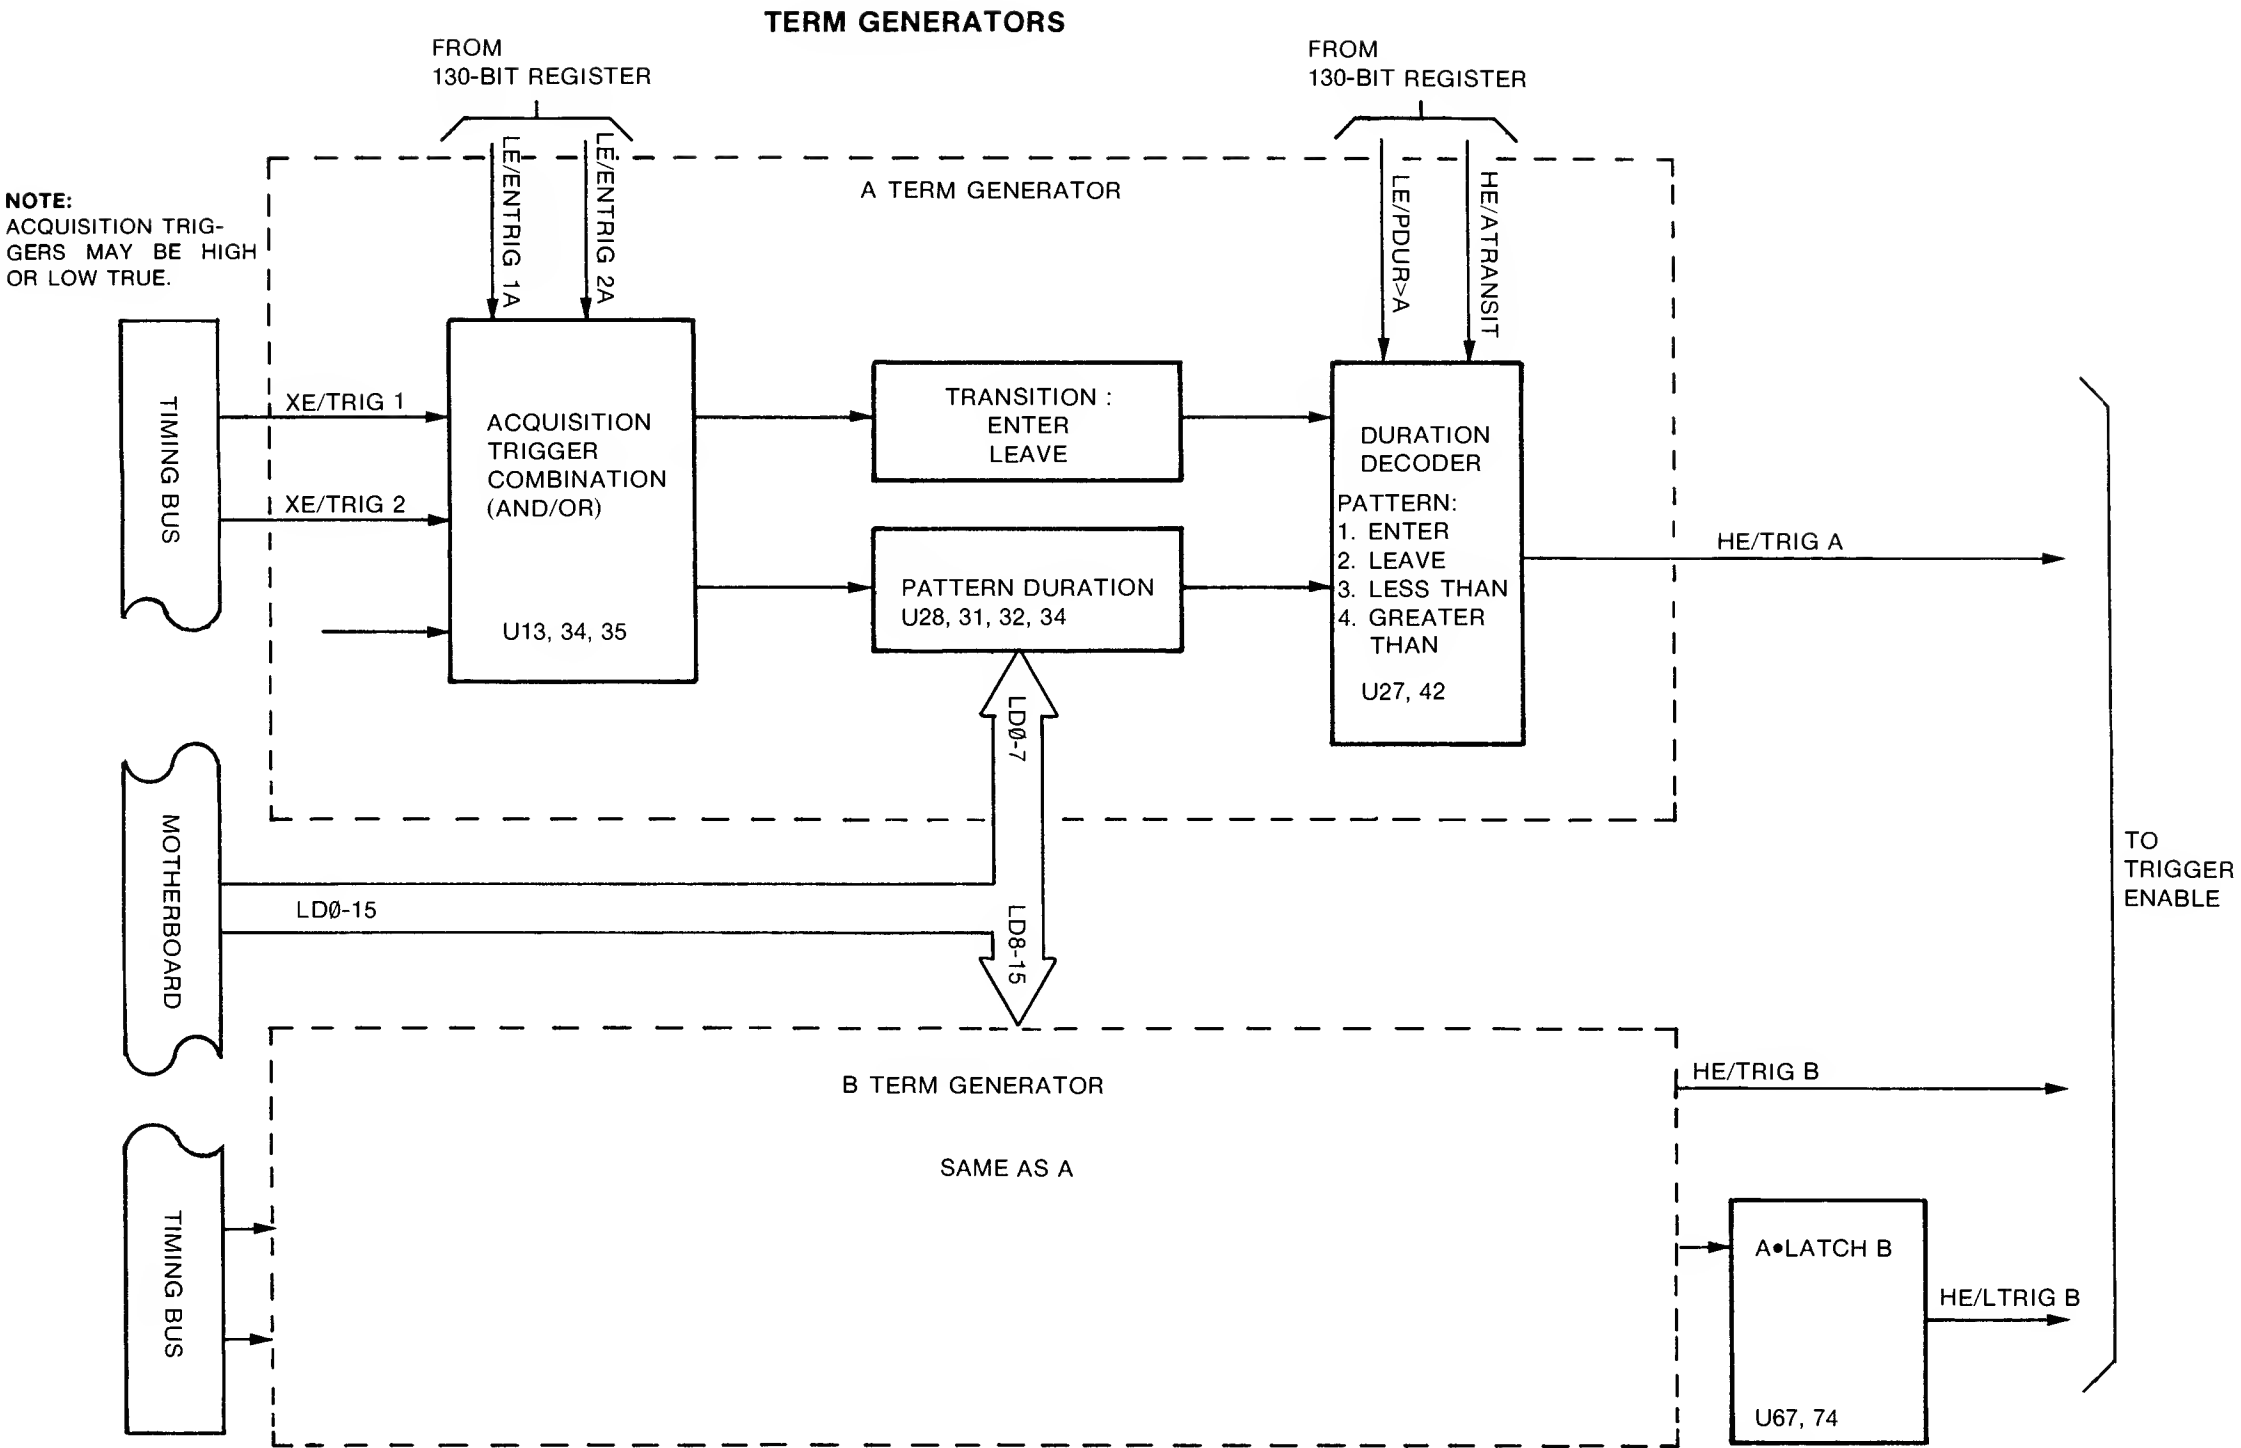 TERM GENERATORS
FROM
130-BIT REGISTER
FROM
130-BIT REGISTER
LE/ENTRIG 1A
LE/ENTRIG 2A
LE/PDUR>A
HE/ATRANSIT
A TERM GENERATOR
NOTE:
ACQUISITION TRIG-
GERS MAY BE HIGH
OR LOW TRUE.
TIMING BUS
XE/TRIG 1
XE/TRIG 2
ACQUISITION
TRIGGER
COMBINATION
(AND/OR)
U13, 34, 35
TRANSITION :
ENTER
LEAVE
PATTERN DURATION
U28, 31, 32, 34
DURATION
DECODER
PATTERN:
1. ENTER
2. LEAVE
3. LESS THAN
4. GREATER
THAN
U27, 42
HE/TRIG A
LDØ-7
MOTHERBOARD
LDØ-15
LD8-15
TO
TRIGGER
ENABLE
B TERM GENERATOR
SAME AS A
HE/TRIG B
TIMING BUS
A•LATCH B
U67, 74
HE/LTRIG B